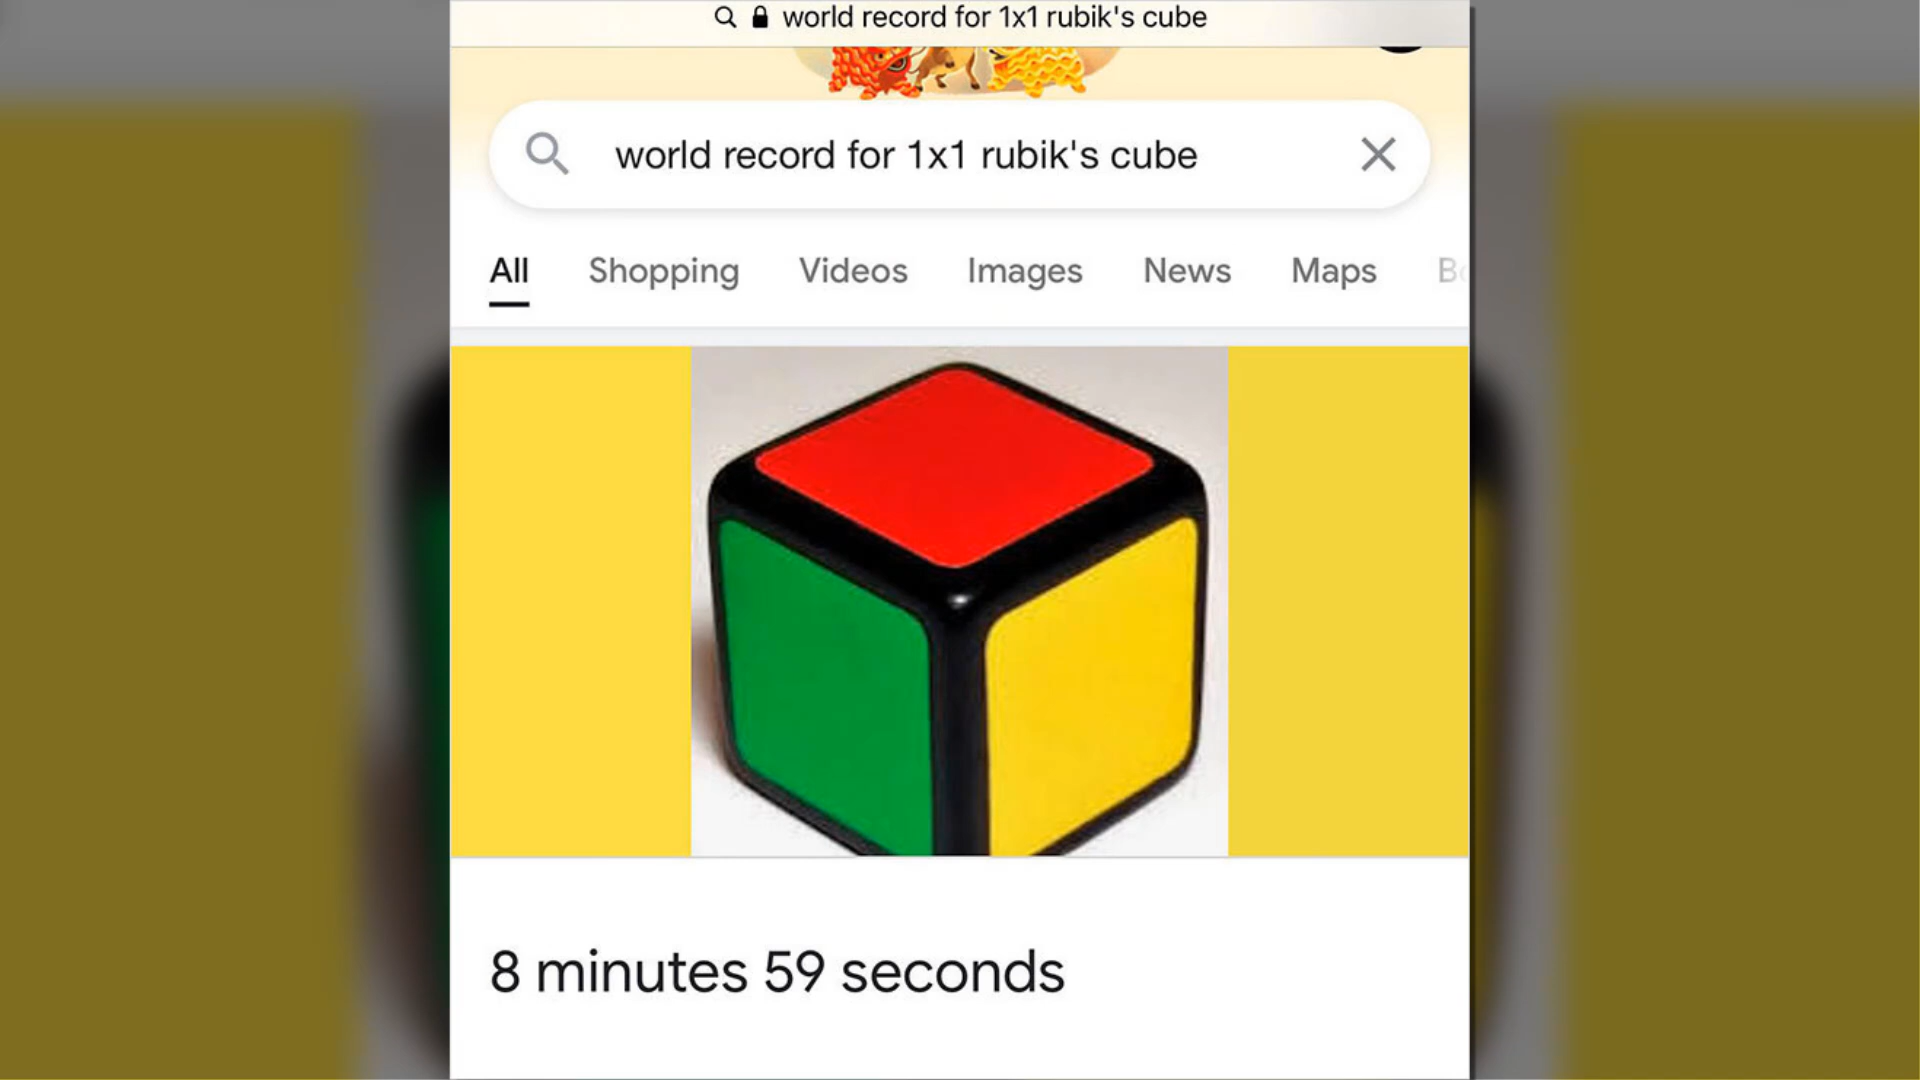 world record for 1x1 rubik's cube
world record for 1x1 rubik's cube
All Shopping Videos Images News Maps
8 minutes 59 seconds